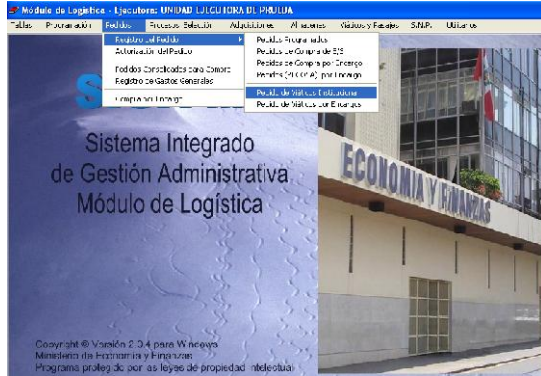 Módulo de Logística - Ejecutora: UNIDAD EJECUTORA DE PRUEBA
Tablas Programación Pedidos Procesos Selección Adquisiciones Almacenes Viáticos y Pasajes S.N.P. Utilitarios
Registro del Pedido
Autorización del Pedido
Pedidos Consolidados para Compra
Registro de Gastos Generales
Compra por Encargo
Pedidos Programados
Pedidos de Compra de B/S
Pedidos de Compra por Encargo
Pedidos por Encargo
Pedido de Viáticos Institucional
Pedido de Viáticos por Encargos
Sistema Integrado
de Gestión Administrativa
Módulo de Logística
ECONOMIA Y FINANZAS
Copyright © Versión 2.0.4 para Windows
Ministerio de Economía y Finanzas
Programa protegido por las leyes de propiedad intelectual